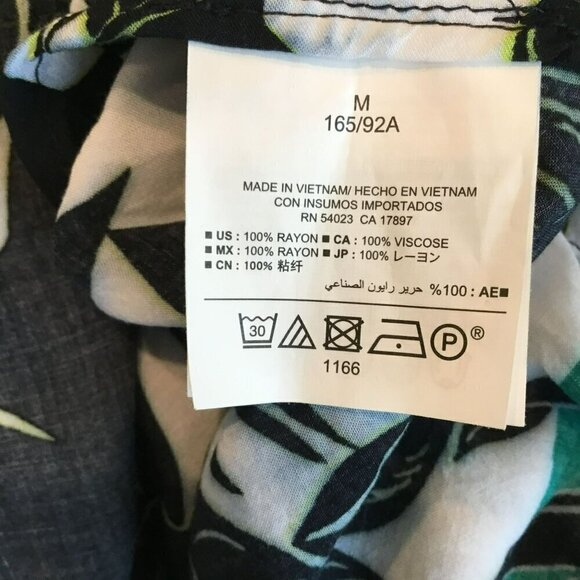 M
165/92A
MADE IN VIETNAM/ HECHO EN VIETNAM
CON INSUMOS IMPORTADOS
RN 54023 CA 17897
■ US : 100% RAYON ■ CA : 100% VISCOSE
■ MX : 100% RAYON ■ JP : 100% レーヨン
■ CN : 100% 粘纤
■AE : 100% حرير رايون الصناعي
30 P ®
1166